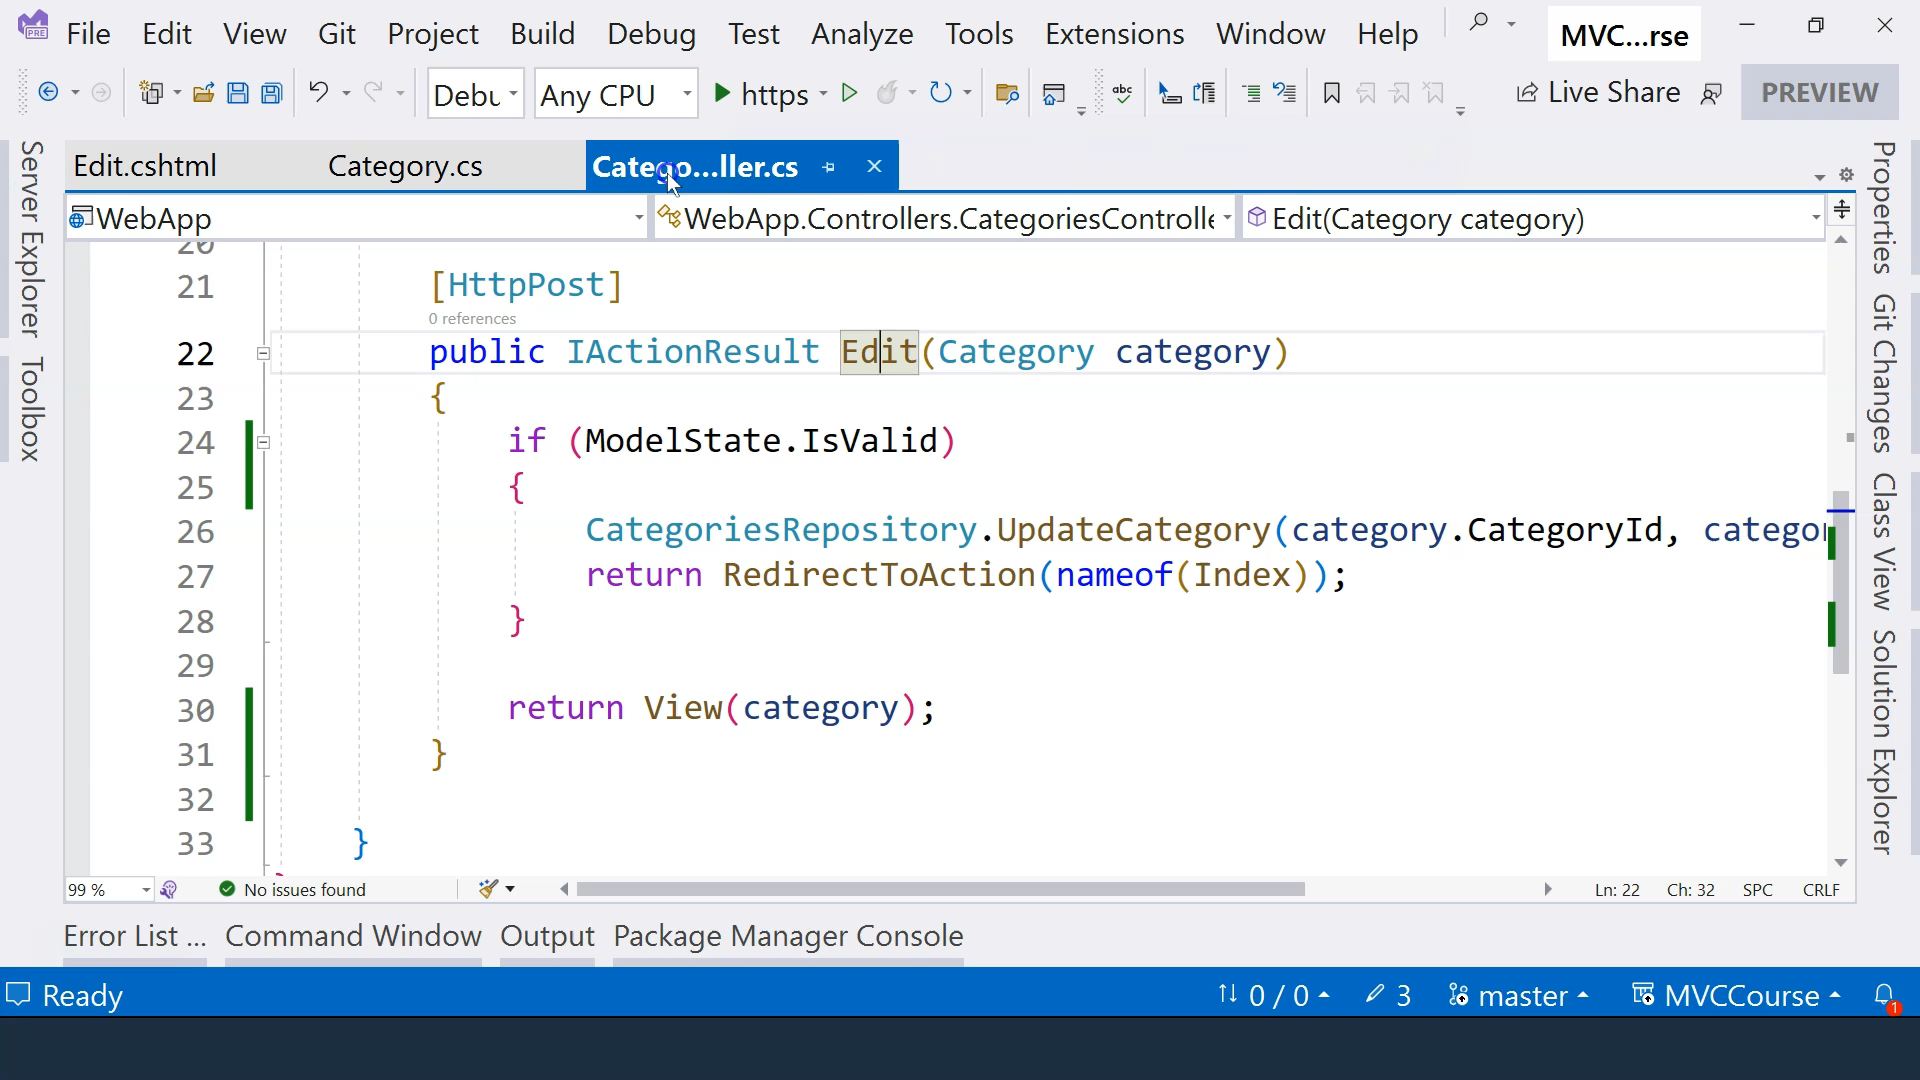 File Edit View Git Project Build Debug Test Analyze Tools Extensions Window Help MVC...rse
PRE
Debu Any CPU https abc Live Share PREVIEW
Edit.cshtml Category.cs Catego...ller.cs
WebApp WebApp.Controllers.CategoriesControlle Edit(Category category)
20
21 [HttpPost]
0 references
22 public IActionResult Edit(Category category)
23 {
24 if (ModelState.IsValid)
25 {
26 CategoriesRepository.UpdateCategory(category.CategoryId, categor
27 return RedirectToAction(nameof(Index));
28 }
29
30 return View(category);
31 }
32
33 }
99 % No issues found Ln: 22 Ch: 32 SPC CRLF
Server Explorer
Toolbox
Properties
Git Changes
Class View
Solution Explorer
Error List ... Command Window Output Package Manager Console
Ready 0 / 0 3 master MVCCourse 1